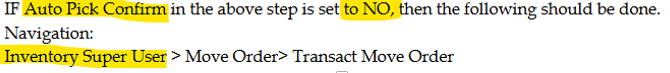 IF Auto Pick Confirm in the above step is set to NO, then the following should be done.
Navigation:
Inventory Super User > Move Order> Transact Move Order